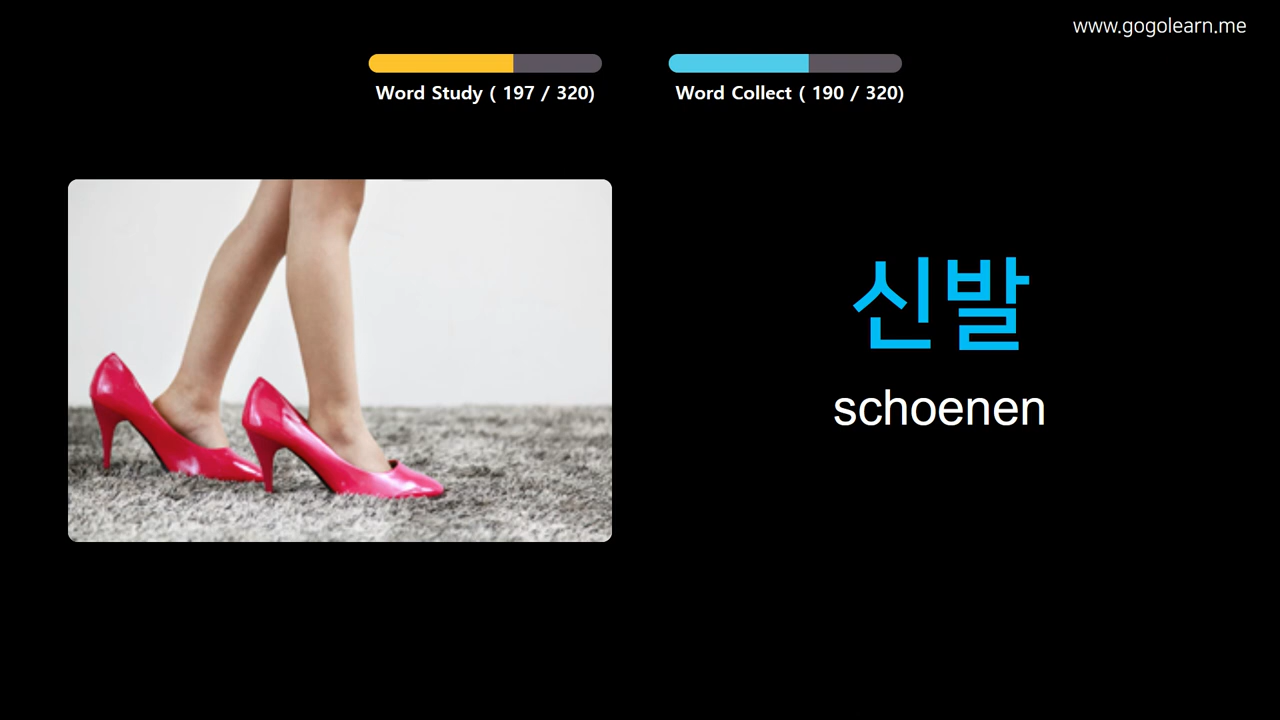 www.gogolearn.me
Word Study ( 197 / 320)
Word Collect ( 190 / 320)
신발
schoenen